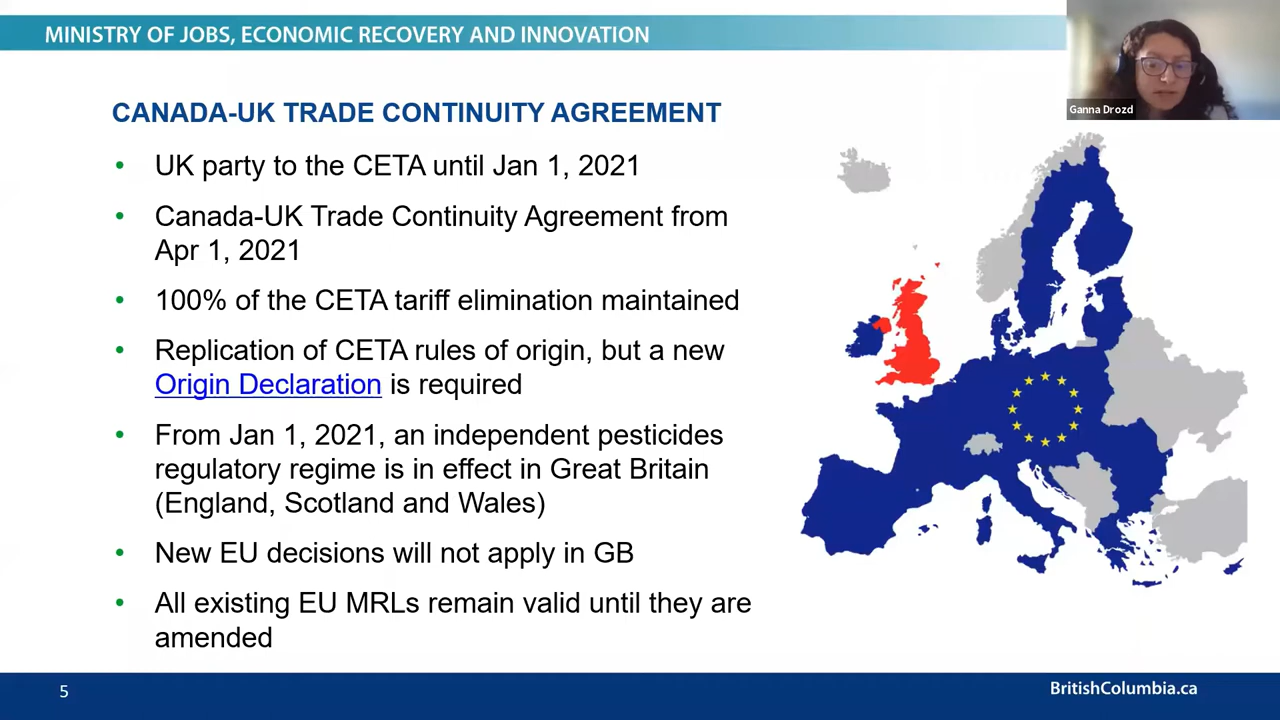 MINISTRY OF JOBS, ECONOMIC RECOVERY AND INNOVATION
Ganna Drozd
CANADA-UK TRADE CONTINUITY AGREEMENT
• UK party to the CETA until Jan 1, 2021
• Canada-UK Trade Continuity Agreement from
Apr 1, 2021
• 100% of the CETA tariff elimination maintained
• Replication of CETA rules of origin, but a new
Origin Declaration is required
• From Jan 1, 2021, an independent pesticides
regulatory regime is in effect in Great Britain
(England, Scotland and Wales)
• New EU decisions will not apply in GB
• All existing EU MRLs remain valid until they are
amended
5
BritishColumbia.ca